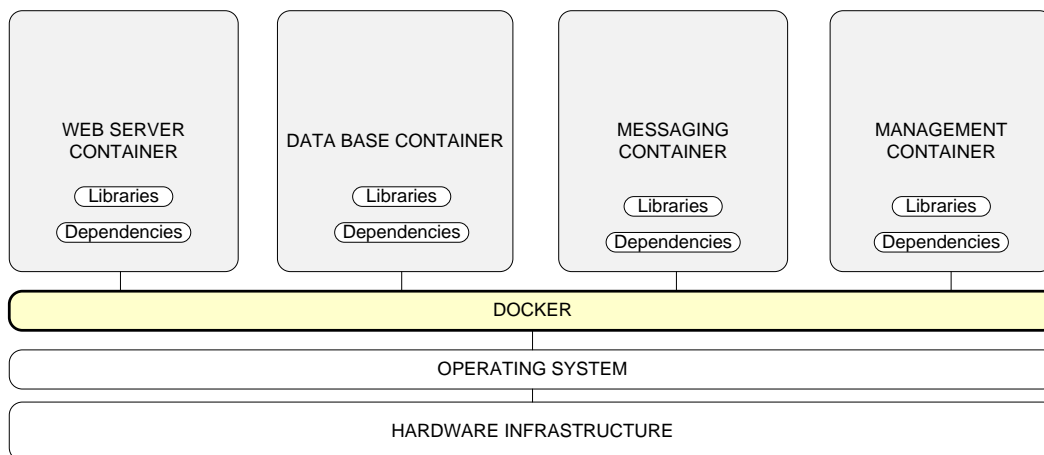 WEB SERVER
CONTAINER
Libraries
Dependencies
DATA BASE CONTAINER
Libraries
Dependencies
MESSAGING
CONTAINER
Libraries
Dependencies
MANAGEMENT
CONTAINER
Libraries
Dependencies
DOCKER
OPERATING SYSTEM
HARDWARE INFRASTRUCTURE